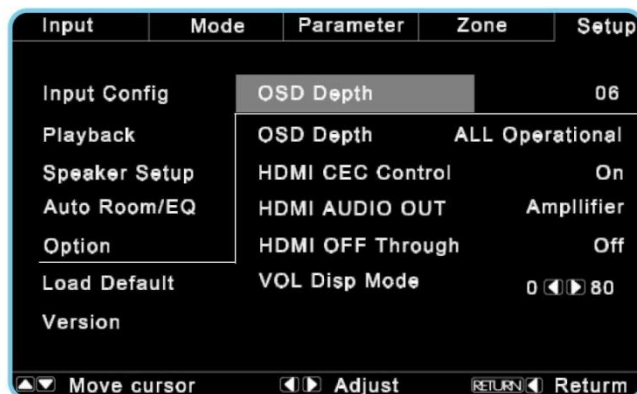 Input Mode Parameter Zone Setup
Input Config OSD Depth 06
Playback OSD Depth ALL Operational
Speaker Setup HDMI CEC Control On
Auto Room/EQ HDMI AUDIO OUT Ampllifier
Option HDMI OFF Through Off
Load Default VOL Disp Mode 0 ◀▶ 80
Version
▲▼ Move cursor ◀▶ Adjust RETURN◀ Returm